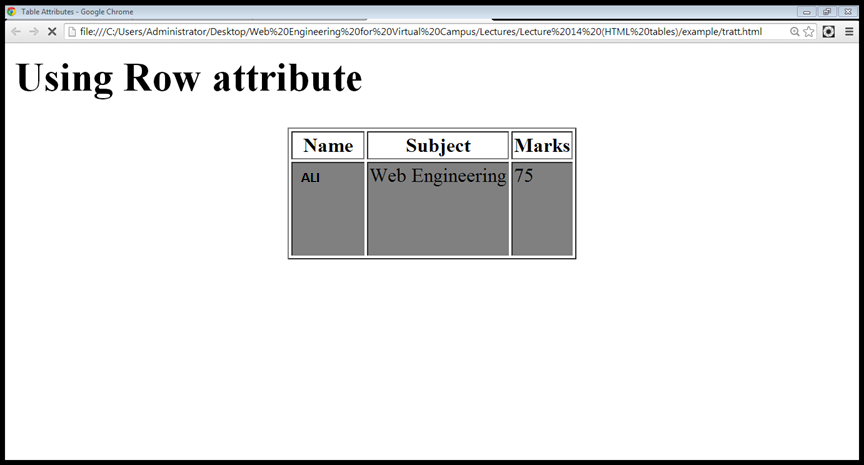 Table Attributes - Google Chrome
file:///C:/Users/Administrator/Desktop/Web%20Engineering%20for%20Virtual%20Campus/Lectures/Lecture%2014%20(HTML%20tables)/example/tratt.html
Using Row attribute
Name Subject Marks
ALI Web Engineering 75